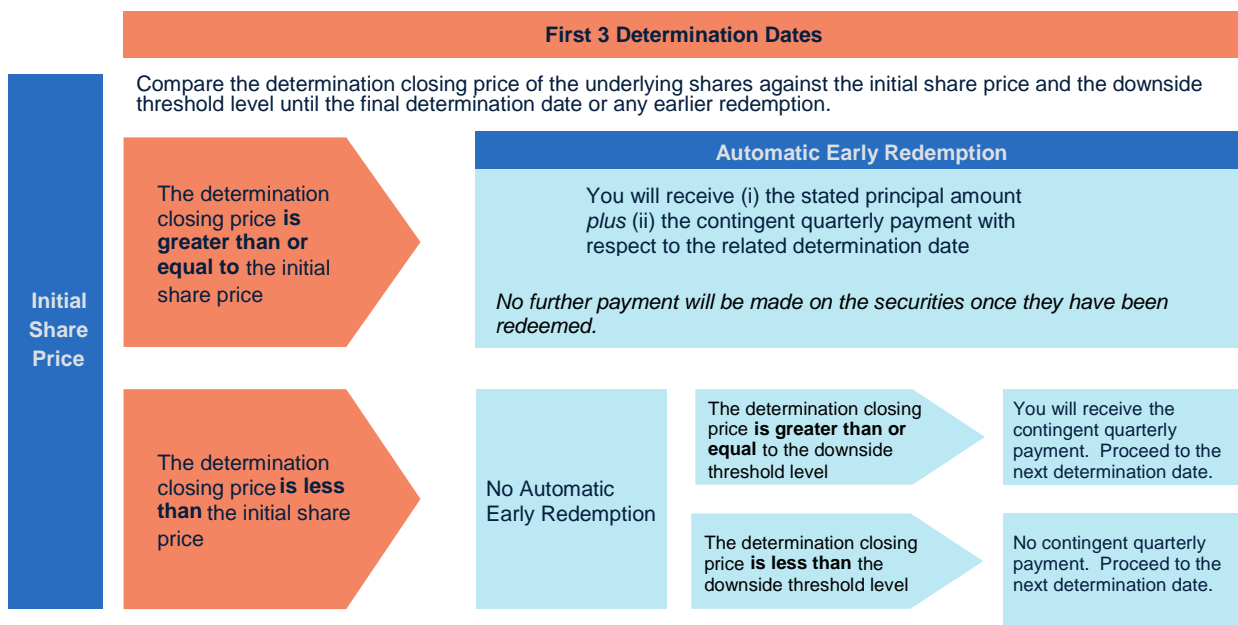 First 3 Determination Dates
Compare the determination closing price of the underlying shares against the initial share price and the downside
threshold level until the final determination date or any earlier redemption.
Initial
Share
Price
The determination
closing price is
greater than or
equal to the initial
share price
Automatic Early Redemption
You will receive (i) the stated principal amount
plus (ii) the contingent quarterly payment with
respect to the related determination date
No further payment will be made on the securities once they have been
redeemed.
The determination
closing price is less
than the initial share
price
No Automatic
Early Redemption
The determination closing
price is greater than or
equal to the downside
threshold level
You will receive the
contingent quarterly
payment.  Proceed to the
next determination date.
The determination closing
price is less than the
downside threshold level
No contingent quarterly
payment.  Proceed to the
next determination date.